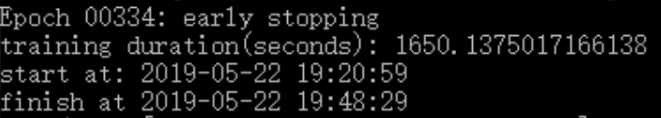 Epoch 00334: early stopping
training duration(seconds): 1650.1375017166138
start at: 2019-05-22 19:20:59
finish at 2019-05-22 19:48:29